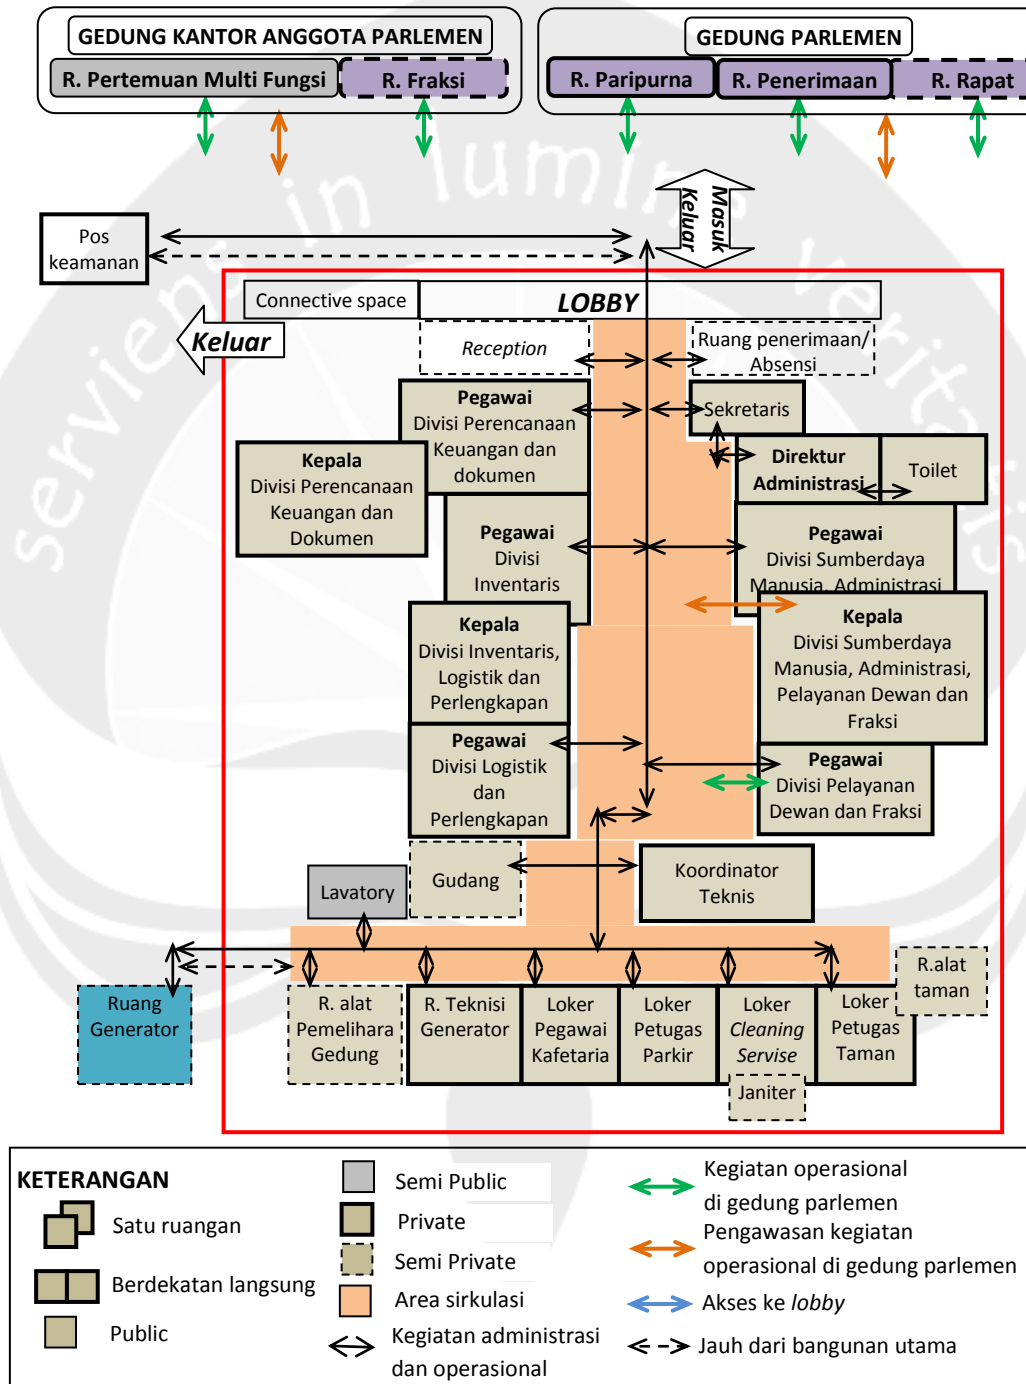 GEDUNG KANTOR ANGGOTA PARLEMEN
R. Pertemuan Multi Fungsi
R. Fraksi
GEDUNG PARLEMEN
R. Paripurna
R. Penerimaan
R. Rapat
serviens in lumine veritatis
Masuk
Keluar
Pos
keamanan
Connective space
LOBBY
Keluar
Reception
Ruang penerimaan/
Absensi
Pegawai
Divisi Perencanaan
Keuangan dan
dokumen
Sekretaris
Kepala
Divisi Perencanaan
Keuangan dan
Dokumen
Direktur
Administrasi
Toilet
Pegawai
Divisi
Inventaris
Pegawai
Divisi Sumberdaya
Manusia, Administrasi
Kepala
Divisi Inventaris,
Logistik dan
Perlengkapan
Kepala
Divisi Sumberdaya
Manusia, Administrasi,
Pelayanan Dewan dan
Fraksi
Pegawai
Divisi Logistik
dan
Perlengkapan
Pegawai
Divisi Pelayanan
Dewan dan Fraksi
Lavatory
Gudang
Koordinator
Teknis
Ruang
Generator
R. alat
Pemelihara
Gedung
R. Teknisi
Generator
Loker
Pegawai
Kafetaria
Loker
Petugas
Parkir
Loker
Cleaning
Servise
Janiter
Loker
Petugas
Taman
R.alat
taman
KETERANGAN
Satu ruangan
Berdekatan langsung
Public
Semi Public
Private
Semi Private
Area sirkulasi
Kegiatan administrasi
dan operasional
Kegiatan operasional
di gedung parlemen
Pengawasan kegiatan
operasional di gedung parlemen
Akses ke lobby
Jauh dari bangunan utama